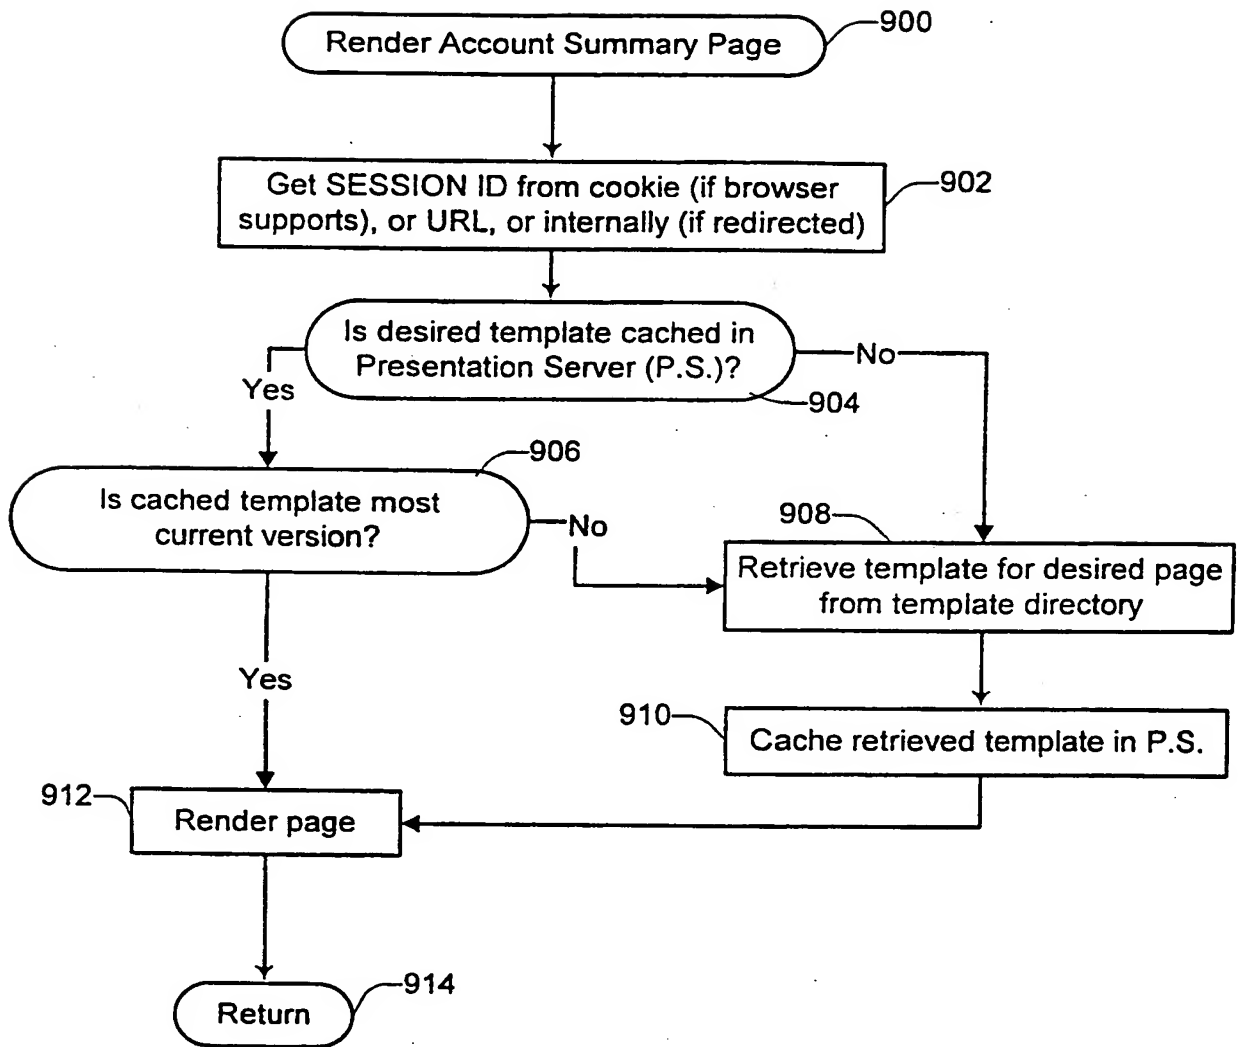 Render Account Summary Page
900
Get SESSION ID from cookie (if browser
supports), or URL, or internally (if redirected)
902
Is desired template cached in
Presentation Server (P.S.)?
904
Yes
No
906
Is cached template most
current version?
No
Yes
908
Retrieve template for desired page
from template directory
910
Cache retrieved template in P.S.
912
Render page
914
Return